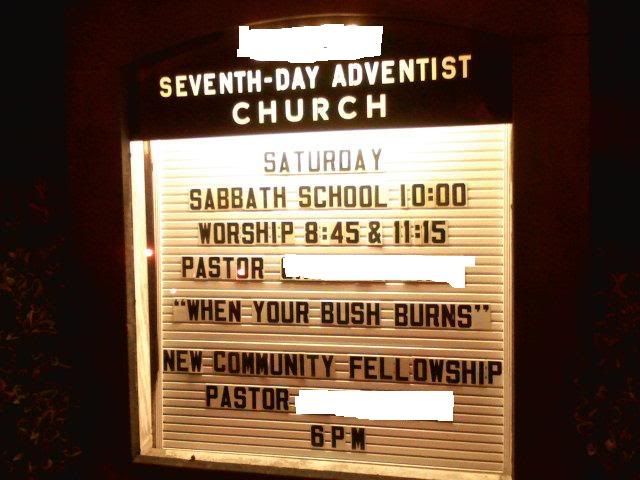 SEVENTH-DAY ADVENTIST
CHURCH
SATURDAY
SABBATH SCHOOL 10:00
WORSHIP 8:45 & 11:15
PASTOR
"WHEN YOUR BUSH BURNS"
NEW COMMUNITY FELLOWSHIP
PASTOR
6 P M